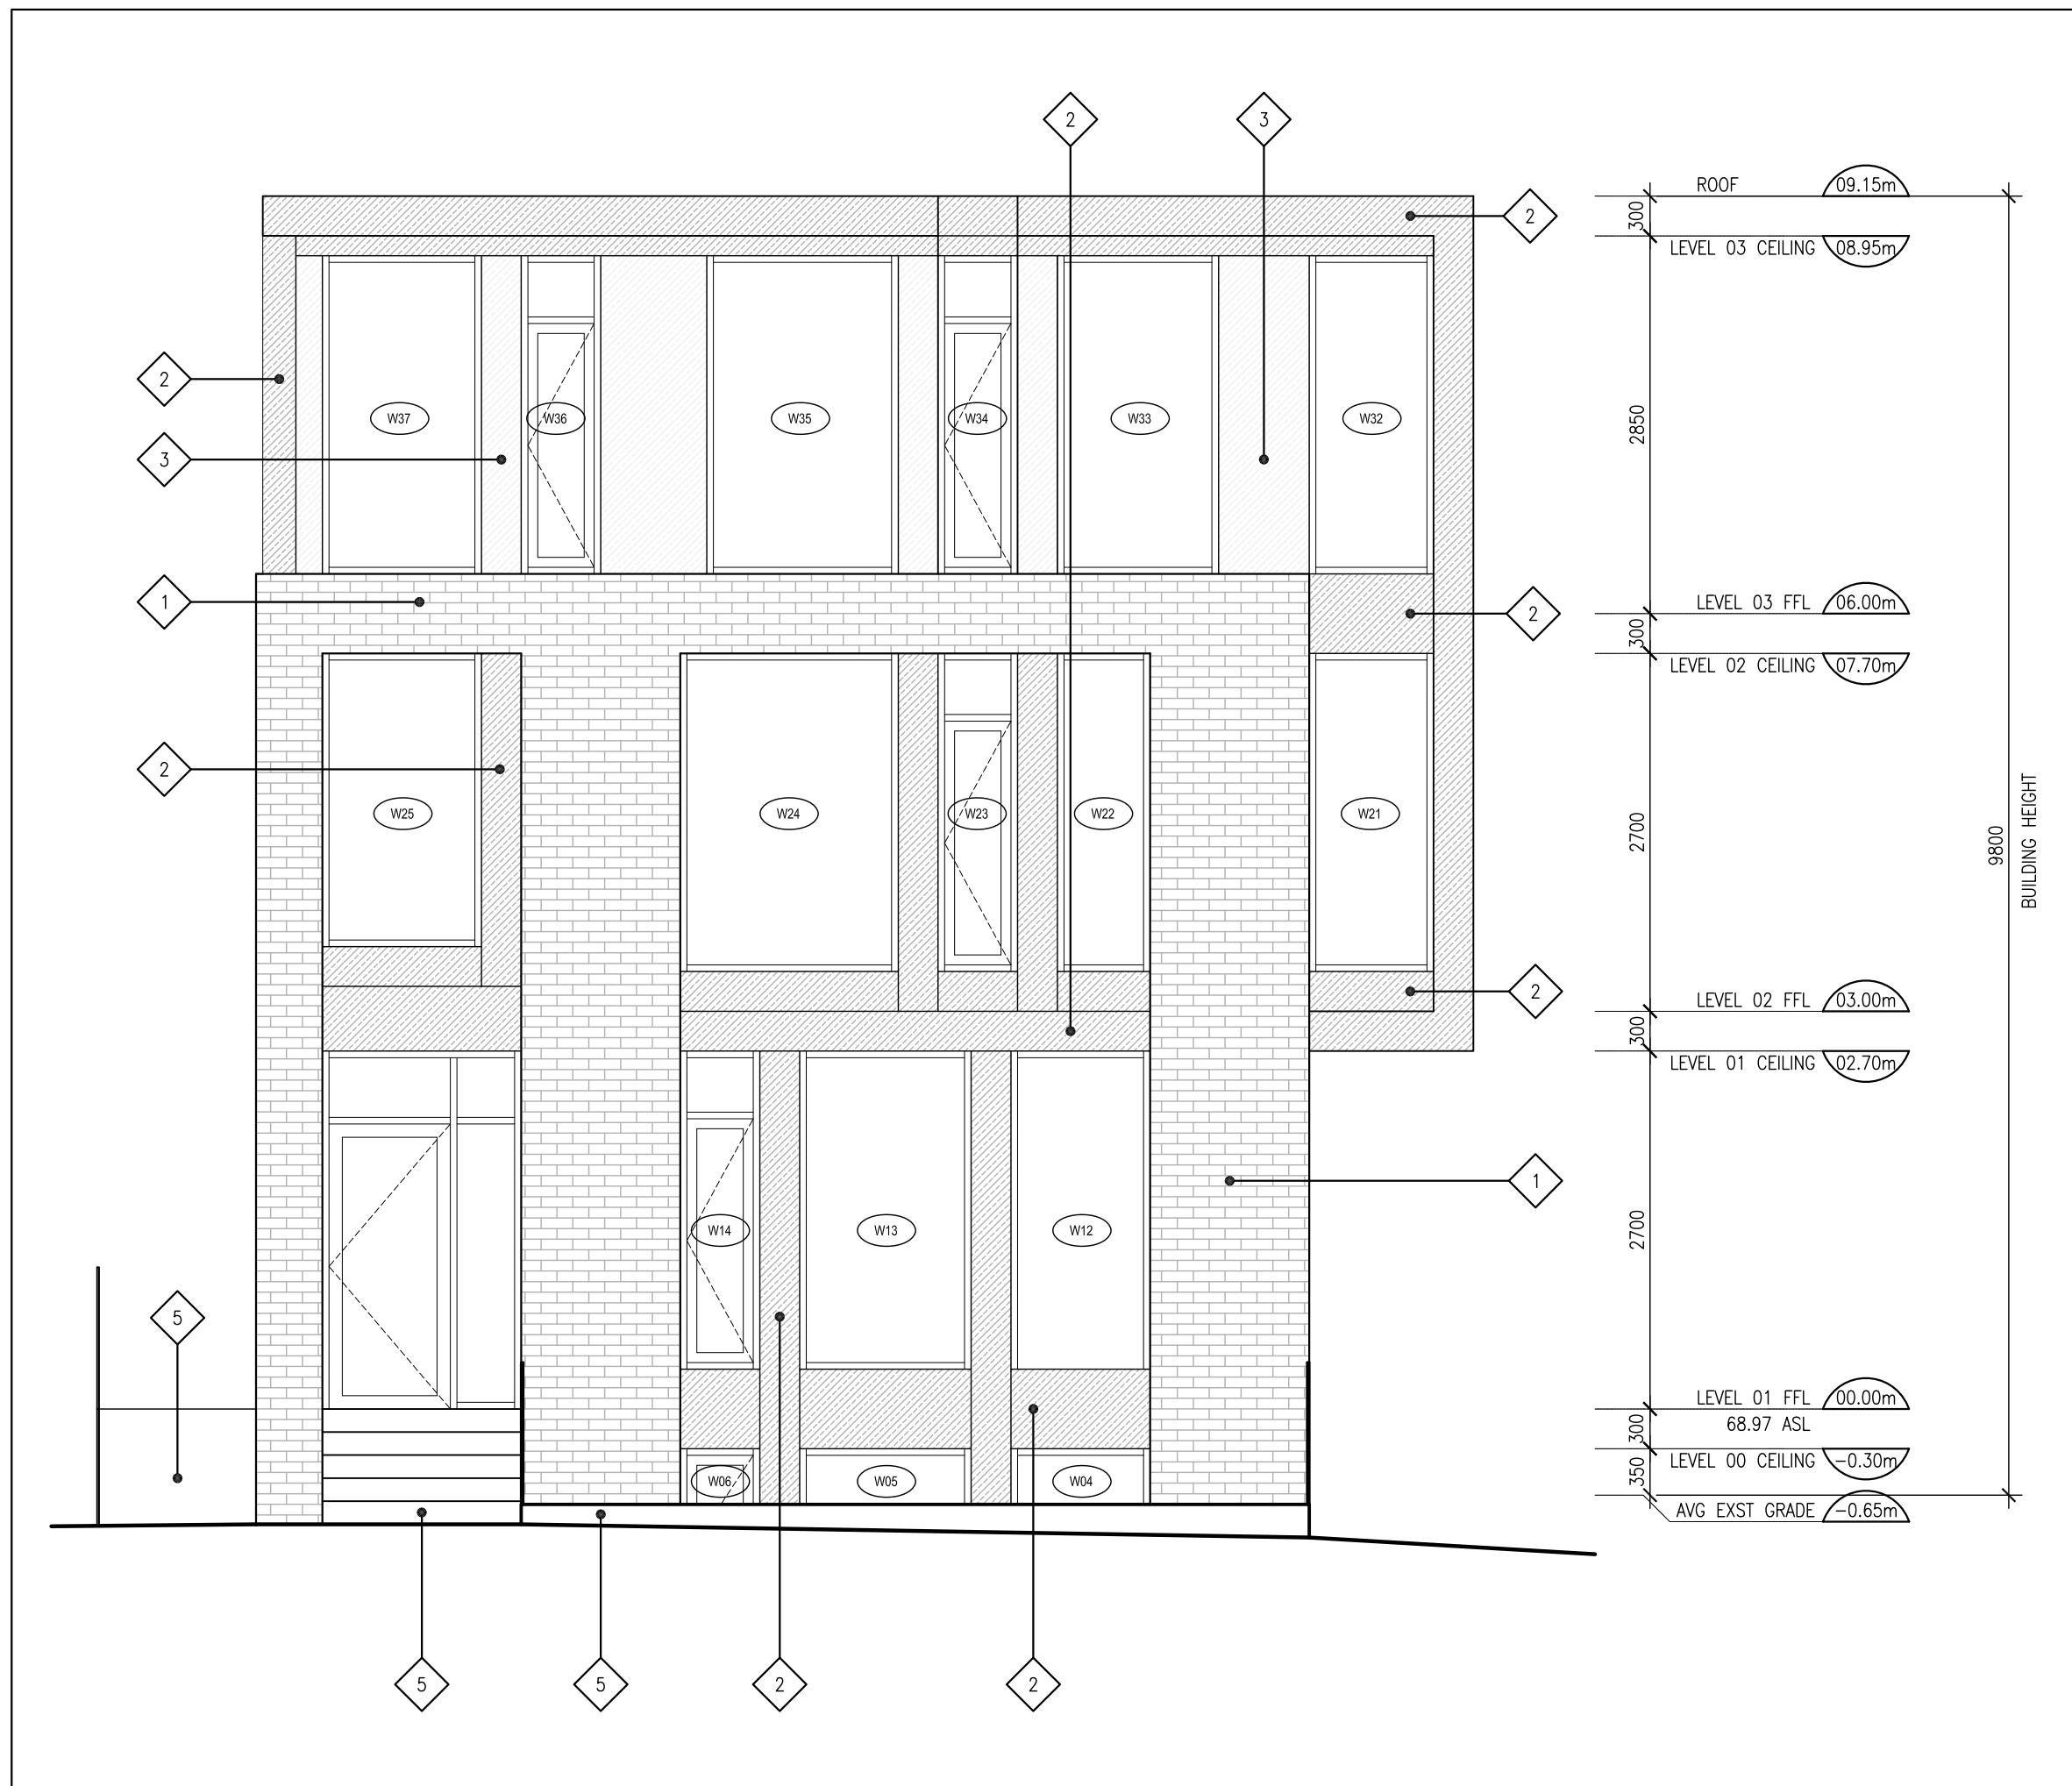 2
3
ROOF 09.15m
2
300
LEVEL 03 CEILING 08.95m
2
W37
W36
W35
W34
W33
W32
2850
3
1
2
LEVEL 03 FFL 06.00m
300
LEVEL 02 CEILING 07.70m
2
W25
W24
W23
W22
W21
2700
9800
BUILDING HEIGHT
2
LEVEL 02 FFL 03.00m
300
LEVEL 01 CEILING 02.70m
1
W14
W13
W12
2700
5
LEVEL 01 FFL 00.00m
68.97 ASL
300
LEVEL 00 CEILING -0.30m
350
W06
W05
W04
AVG EXST GRADE -0.65m
5
5
2
2